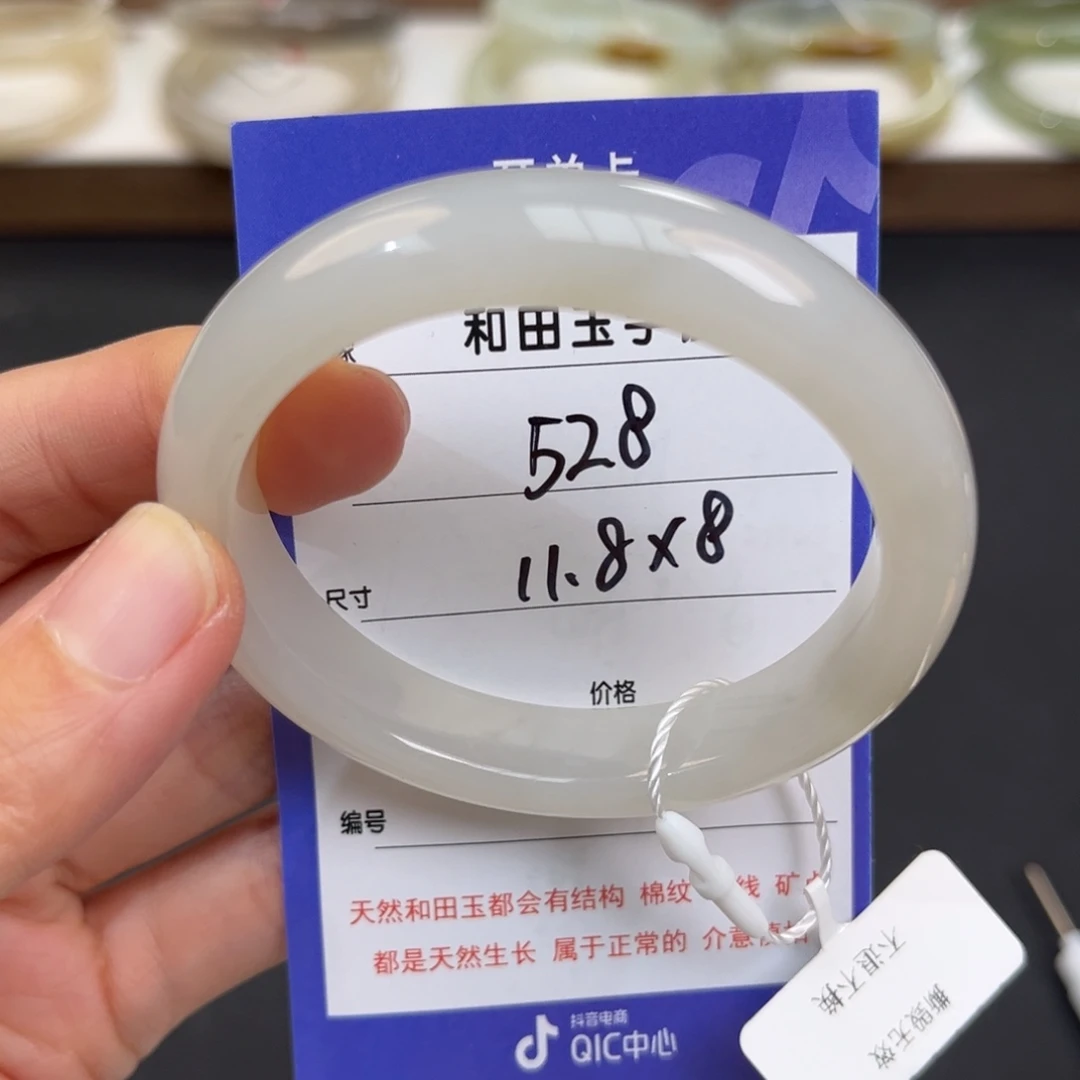 和田玉手
528
11.8×8
尺寸
价格
编号
天然和田玉都会有结构 棉纹 线 矿
都是天然生长 属于正常的 介意
抖音电商
QIC中心
不退不换
撕毁无效